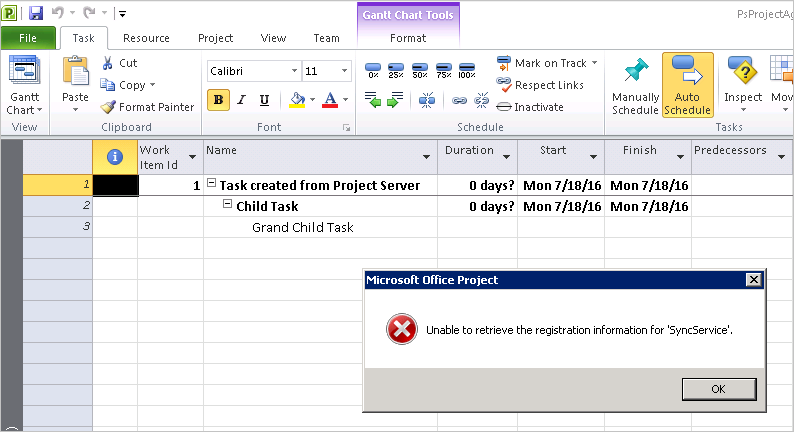 Gantt Chart Tools
PsProjectAg
File Task Resource Project View Team Format
Gantt Chart
View
Paste
Cut
Copy
Format Painter
Clipboard
Calibri 11
B I U A
Font
0% 25% 50% 75% 100%
Mark on Track
Respect Links
Inactivate
Schedule
Manually Schedule
Auto Schedule
Inspect
Mov
Tasks
Work Item Id Name Duration Start Finish Predecessors
1 1 Task created from Project Server 0 days? Mon 7/18/16 Mon 7/18/16
2 Child Task 0 days? Mon 7/18/16 Mon 7/18/16
3 Grand Child Task
Microsoft Office Project
Unable to retrieve the registration information for 'SyncService'.
OK